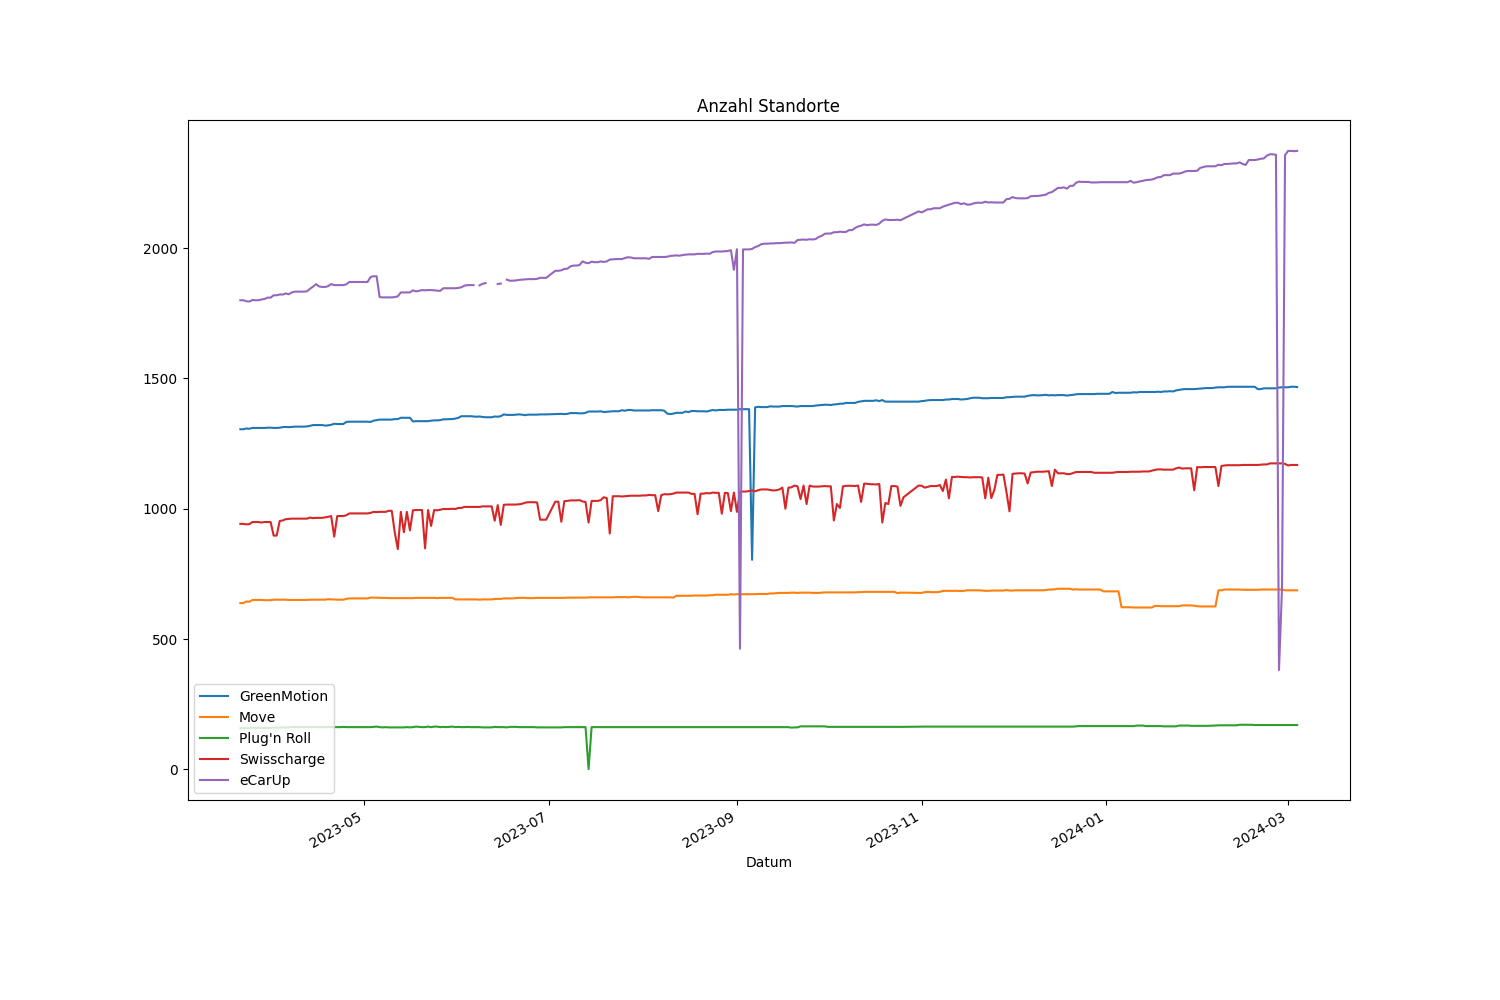 Anzahl Standorte
2000
1500
1000
500
0
GreenMotion
Move
Plug'n Roll
Swisscharge
eCarUp
2023-05
2023-07
2023-09
2023-11
2024-01
2024-03
Datum